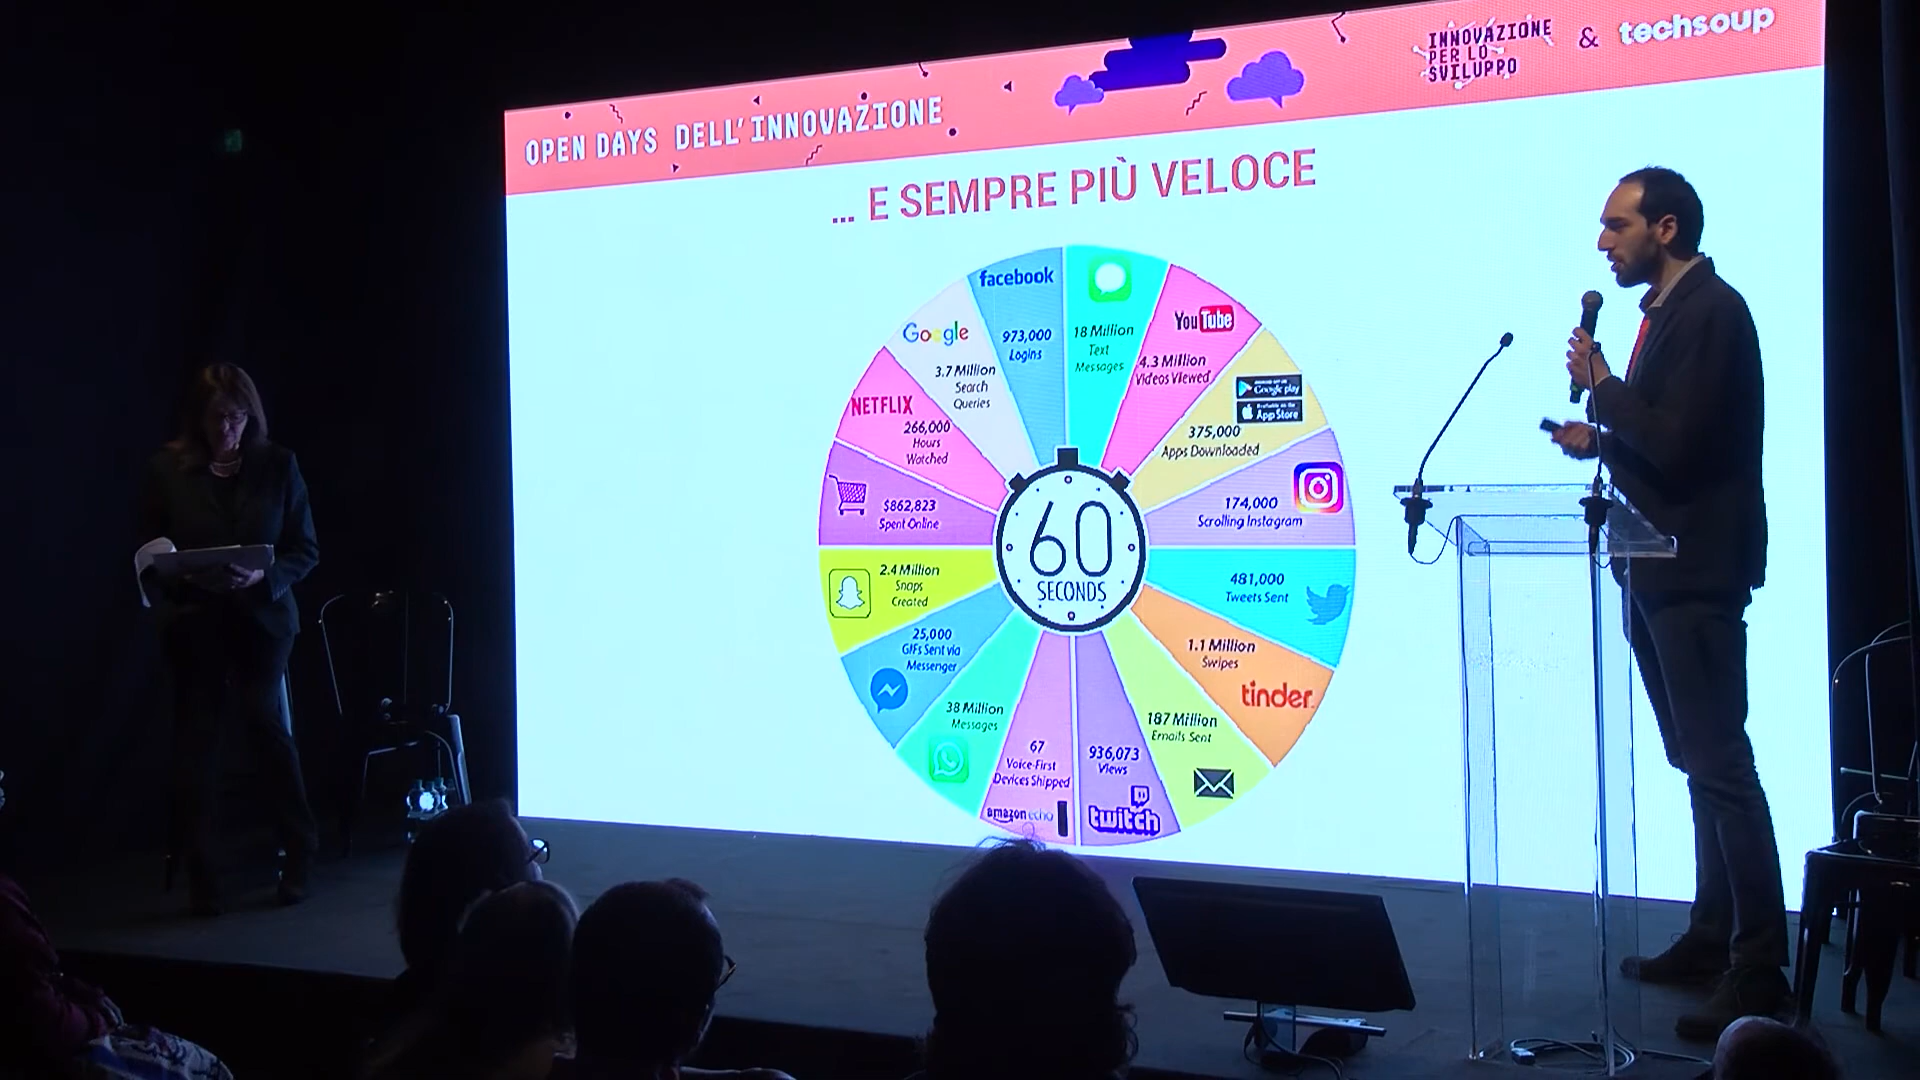 OPEN DAYS DELL'INNOVAZIONE
INNOVAZIONE
PER LO
SVILUPPO
& techsoup
... E SEMPRE PIÙ VELOCE
facebook
973,000
Logins
18 Million
Text
Messages
YouTube
4.3 Million
Videos Viewed
Google play
App Store
375,000
Apps Downloaded
174,000
Scrolling Instagram
481,000
Tweets Sent
1.1 Million
Swipes
tinder
187 Million
Emails Sent
936,073
Views
twitch
67
Voice-First
Devices Shipped
amazon echo
38 Million
Messages
25,000
GIFs Sent via
Messenger
2.4 Million
Snaps
Created
$862,823
Spent Online
NETFLIX
266,000
Hours
Watched
Google
3.7 Million
Search
Queries
60
SECONDS